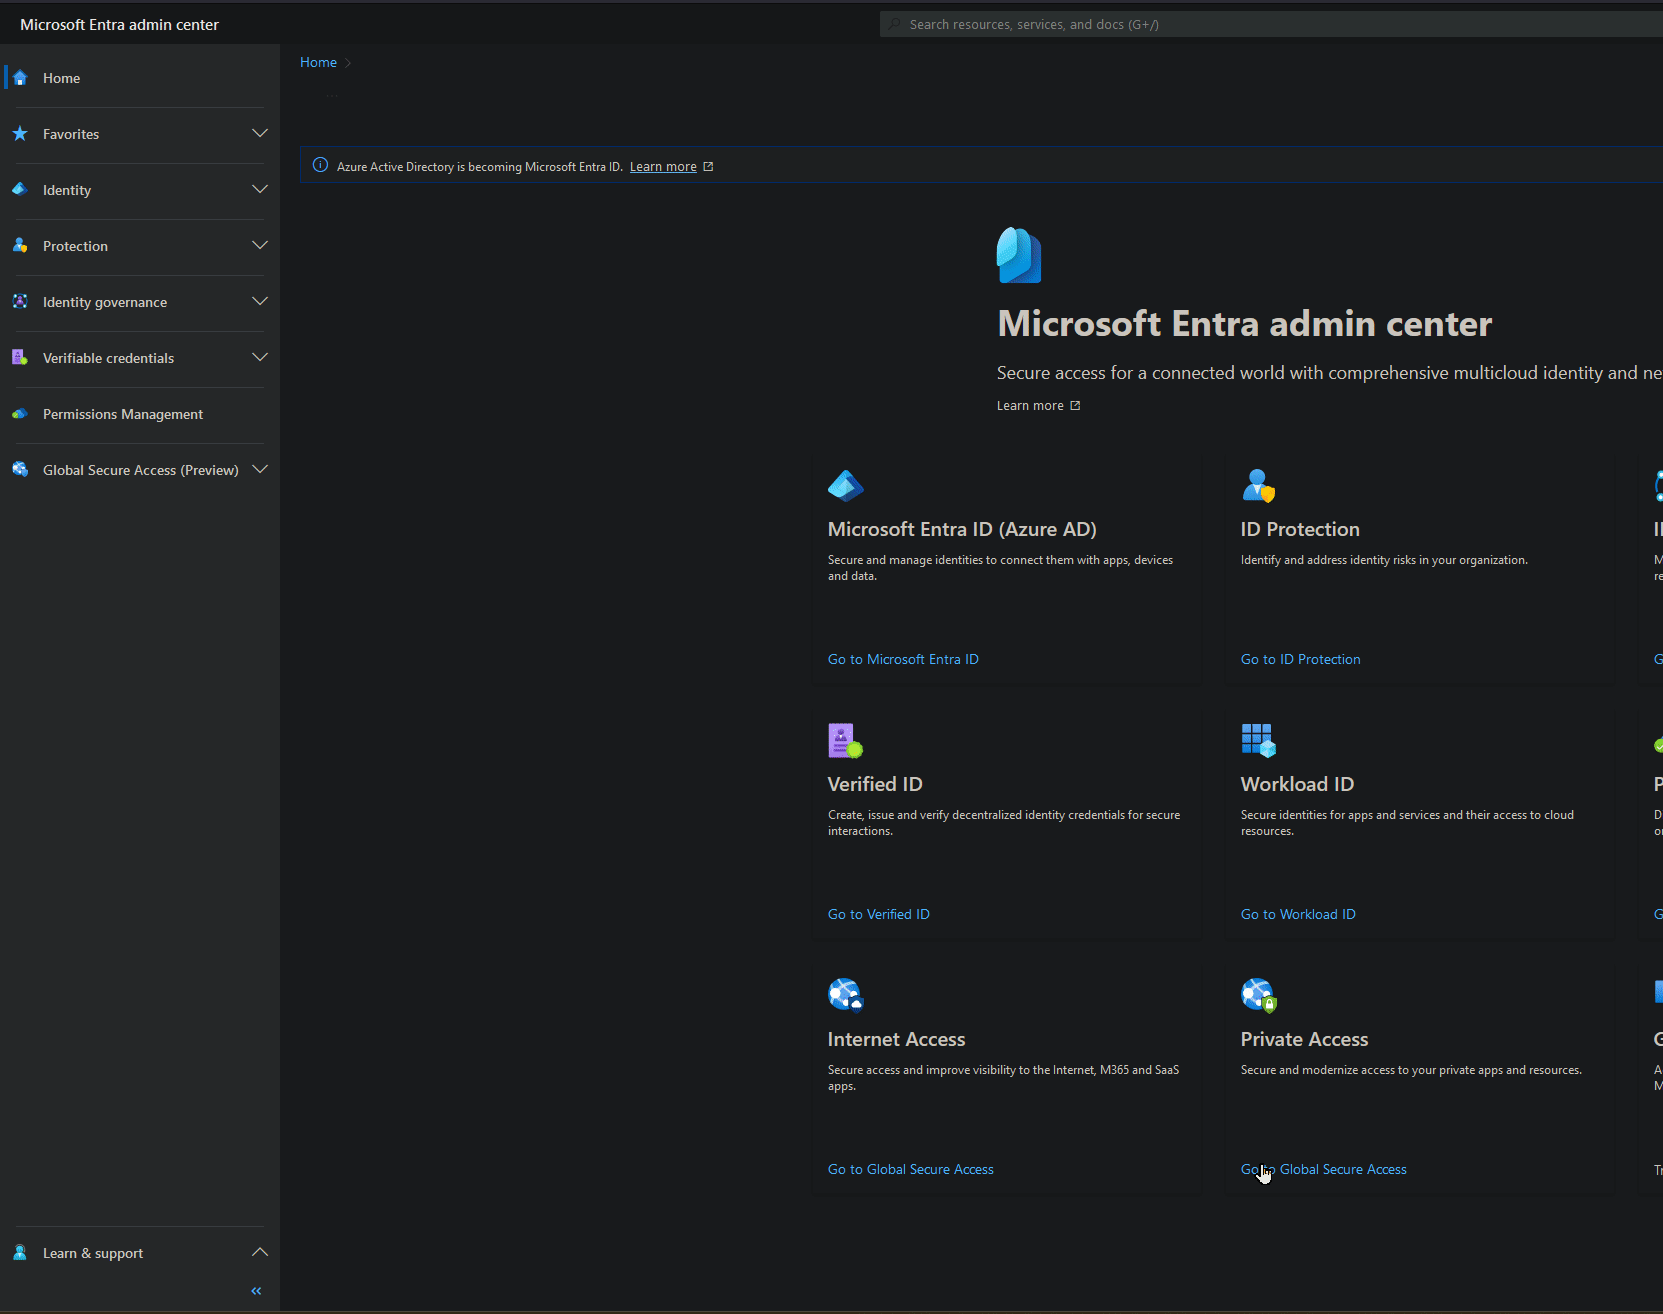 Microsoft Entra admin center
Search resources, services, and docs (G+/)
Home
Favorites
Identity
Protection
Identity governance
Verifiable credentials
Permissions Management
Global Secure Access (Preview)
Learn & support
Home
Azure Active Directory is becoming Microsoft Entra ID. Learn more
Microsoft Entra admin center
Secure access for a connected world with comprehensive multicloud identity and
Learn more
Microsoft Entra ID (Azure AD)
Secure and manage identities to connect them with apps, devices
and data.
Go to Microsoft Entra ID
ID Protection
Identify and address identity risks in your organization.
Go to ID Protection
Verified ID
Create, issue and verify decentralized identity credentials for secure
interactions.
Go to Verified ID
Workload ID
Secure identities for apps and services and their access to cloud
resources.
Go to Workload ID
Internet Access
Secure access and improve visibility to the Internet, M365 and SaaS
apps.
Go to Global Secure Access
Private Access
Secure and modernize access to your private apps and resources.
Go to Global Secure Access